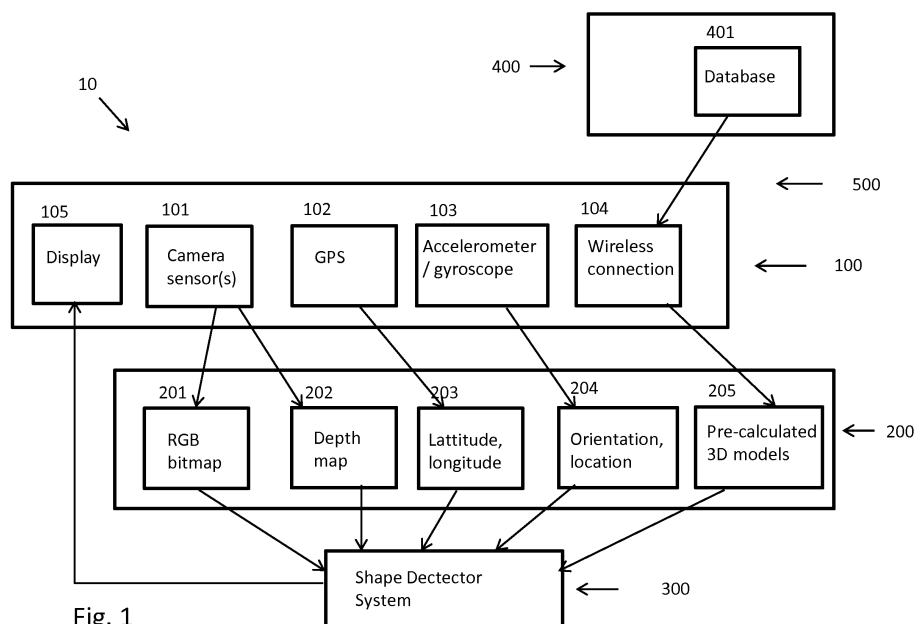 401
400
Database
10
500
105
101
102
103
104
Display
Camera
sensor(s)
GPS
Accelerometer
/ gyroscope
Wireless
connection
100
201
202
203
204
205
RGB
bitmap
Depth
map
Lattitude,
longitude
Orientation,
location
Pre-calculated
3D models
200
Shape Dectector
System
300
Fig. 1